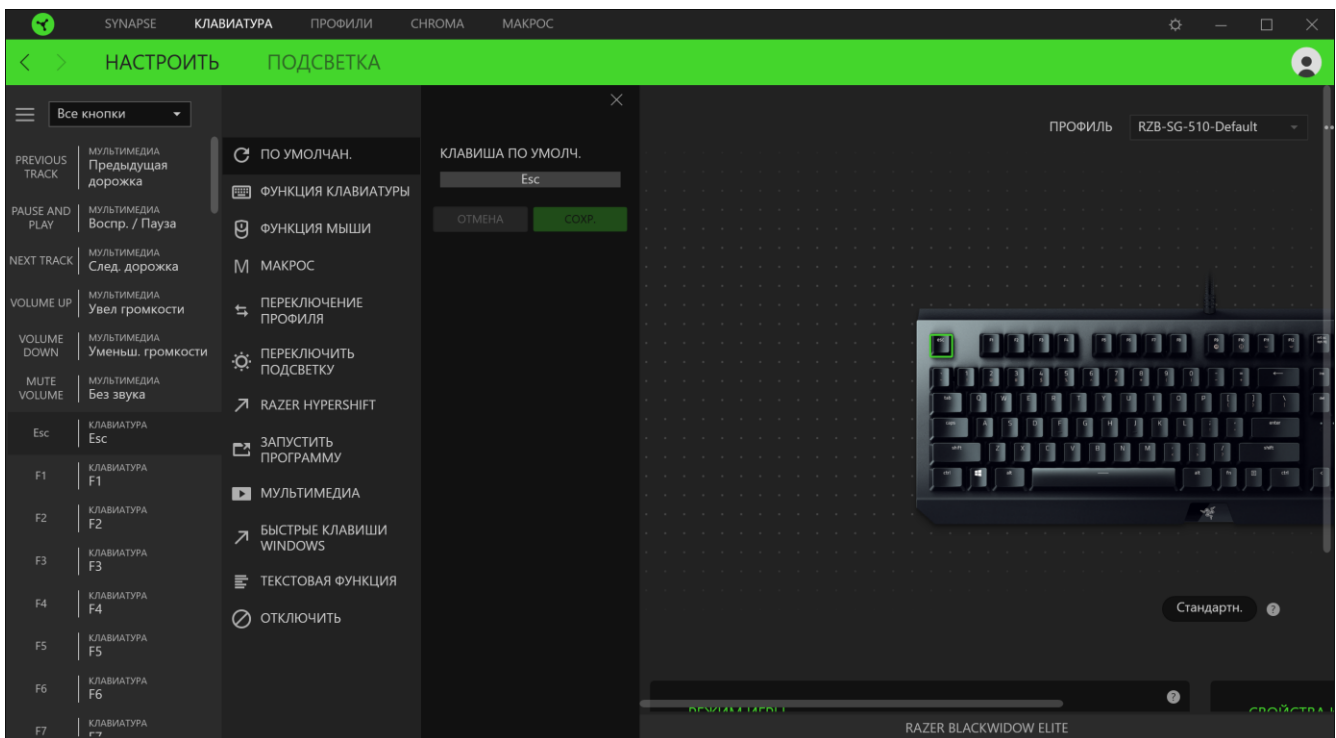 SYNAPSE КЛАВИАТУРА ПРОФИЛИ CHROMA МАКРОС
НАСТРОИТЬ ПОДСВЕТКА
Все кнопки
PREVIOUS TRACK
МУЛЬТИМЕДИА
Предыдущая
дорожка
PAUSE AND PLAY
МУЛЬТИМЕДИА
Воспр. / Пауза
NEXT TRACK
МУЛЬТИМЕДИА
След. дорожка
VOLUME UP
МУЛЬТИМЕДИА
Увел громкости
VOLUME DOWN
МУЛЬТИМЕДИА
Уменьш. громкости
MUTE VOLUME
МУЛЬТИМЕДИА
Без звука
Esc
КЛАВИАТУРА
Esc
F1
КЛАВИАТУРА
F1
F2
КЛАВИАТУРА
F2
F3
КЛАВИАТУРА
F3
F4
КЛАВИАТУРА
F4
F5
КЛАВИАТУРА
F5
F6
КЛАВИАТУРА
F6
F7
КЛАВИАТУРА
F7
ПО УМОЛЧАН.
ФУНКЦИЯ КЛАВИАТУРЫ
ФУНКЦИЯ МЫШИ
M МАКРОС
ПЕРЕКЛЮЧЕНИЕ
ПРОФИЛЯ
ПЕРЕКЛЮЧИТЬ
ПОДСВЕТКУ
RAZER HYPERSHIFT
ЗАПУСТИТЬ
ПРОГРАММУ
МУЛЬТИМЕДИА
БЫСТРЫЕ КЛАВИШИ
WINDOWS
ТЕКСТОВАЯ ФУНКЦИЯ
ОТКЛЮЧИТЬ
КЛАВИША ПО УМОЛЧ.
Esc
ОТМЕНА СОХР.
ПРОФИЛЬ RZB-SG-510-Default
Стандартн.
РЕЖИМ ИГРЫ
СВОЙСТВА
RAZER BLACKWIDOW ELITE